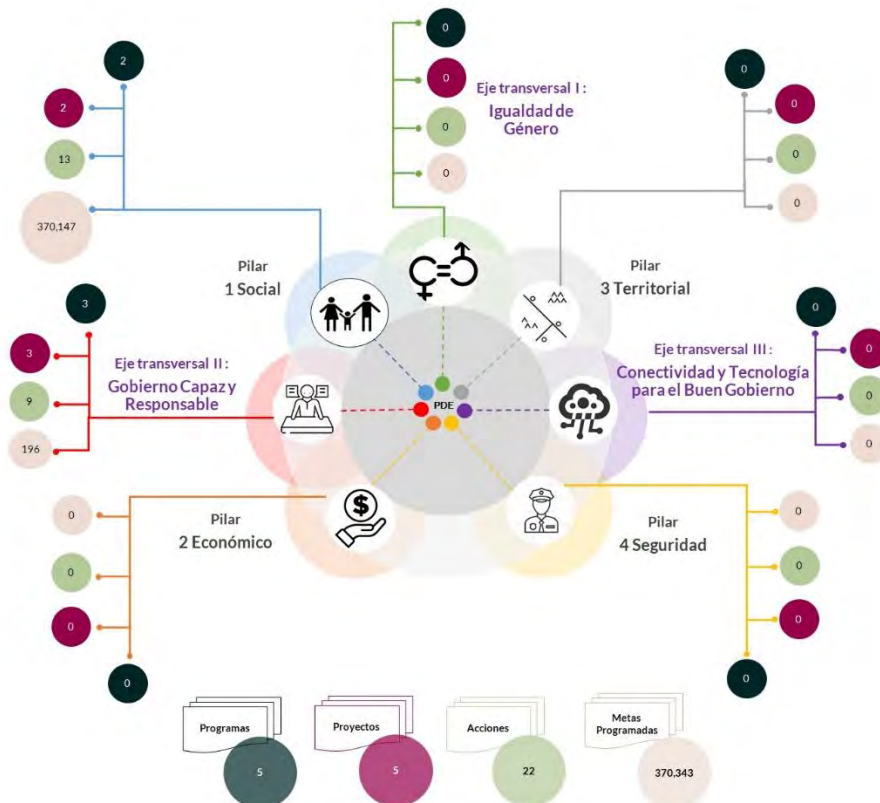 0
2
0
0
2
0
0
Eje transversal I :
Igualdad de
Género
13
0
0
0
0
370,147
Pilar
1 Social
Pilar
3 Territorial
3
0
3
Eje transversal II :
Gobierno Capaz y
Responsable
Eje transversal III :
Conectividad y Tecnología
para el Buen Gobierno
0
9
0
PDE
196
0
0
Pilar
2 Económico
$
Pilar
4 Seguridad
0
0
0
0
0
0
0
Programas
Proyectos
Acciones
Metas
Programadas
5
5
22
370,343